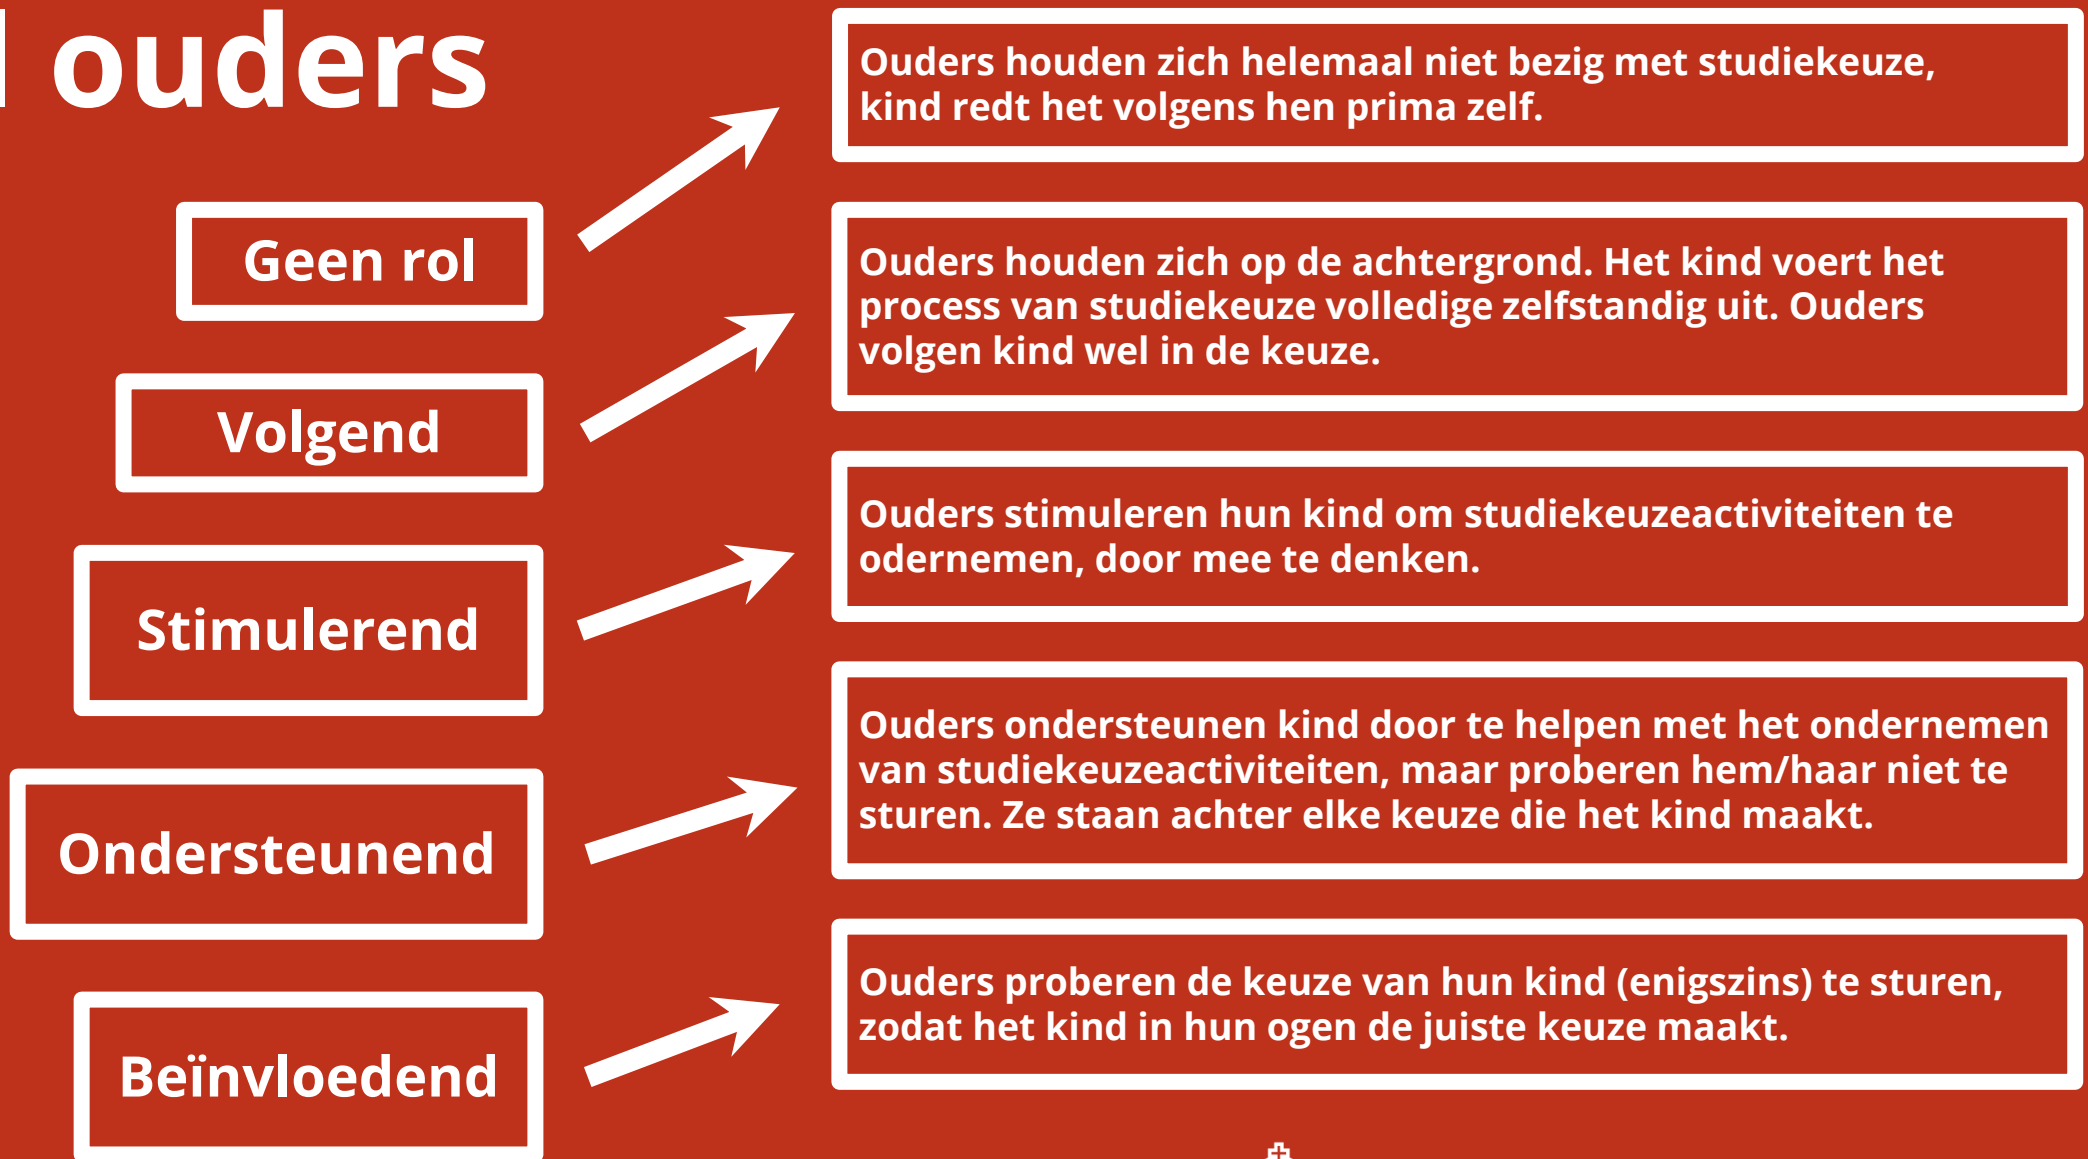 ouders
Geen rol
Ouders houden zich helemaal niet bezig met studiekeuze,
kind redt het volgens hen prima zelf.
Volgend
Ouders houden zich op de achtergrond. Het kind voert het
process van studiekeuze volledige zelfstandig uit. Ouders
volgen kind wel in de keuze.
Stimulerend
Ouders stimuleren hun kind om studiekeuzeactiviteiten te
odernemen, door mee te denken.
Ondersteunend
Ouders ondersteunen kind door te helpen met het ondernemen
van studiekeuzeactiviteiten, maar proberen hem/haar niet te
sturen. Ze staan achter elke keuze die het kind maakt.
Beïnvloedend
Ouders proberen de keuze van hun kind (enigszins) te sturen,
zodat het kind in hun ogen de juiste keuze maakt.